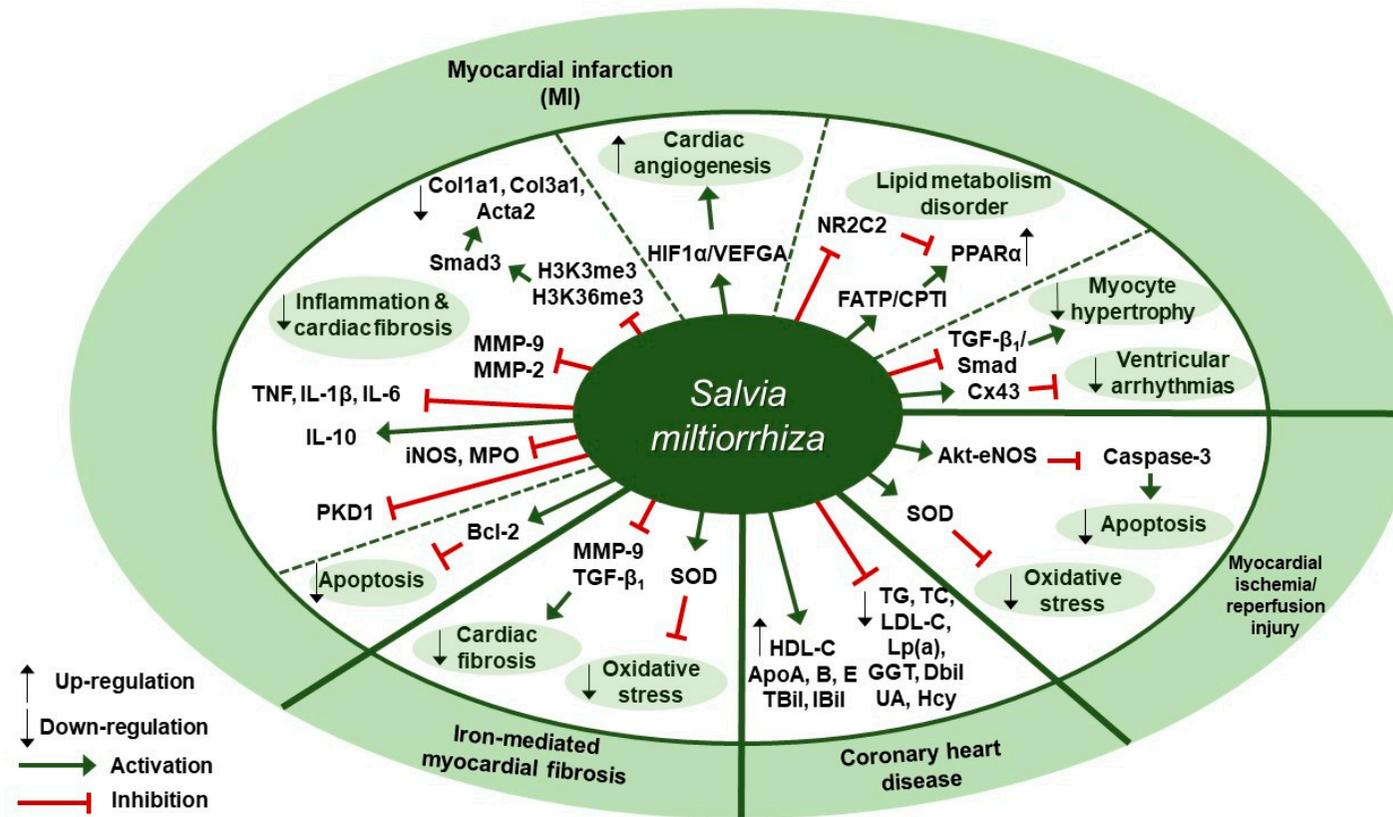 Myocardial infarction
(MI)
Cardiac
angiogenesis
Col1a1, Col3a1,
Acta2
Lipid metabolism
disorder
NR2C2
PPARα
HIF1α/VEFGA
Smad3
H3K3me3
H3K36me3
FATP/CPTI
Inflammation &
cardiac fibrosis
Myocyte
hypertrophy
MMP-9
MMP-2
TGF-β₁/
Smad
Ventricular
arrhythmias
Cx43
TNF, IL-1β, IL-6
Salvia
miltiorrhiza
IL-10
iNOS, MPO
Akt-eNOS
Caspase-3
PKD1
Bcl-2
SOD
Apoptosis
Apoptosis
MMP-9
TGF-β₁
SOD
Oxidative
stress
Myocardial
ischemia/
reperfusion
injury
Cardiac
fibrosis
Oxidative
stress
HDL-C
ApoA, B, E
TBil, IBil
TG, TC,
LDL-C,
Lp(a),
GGT, Dbil
UA, Hcy
Iron-mediated
myocardial fibrosis
Coronary heart
disease
Up-regulation
Down-regulation
Activation
Inhibition